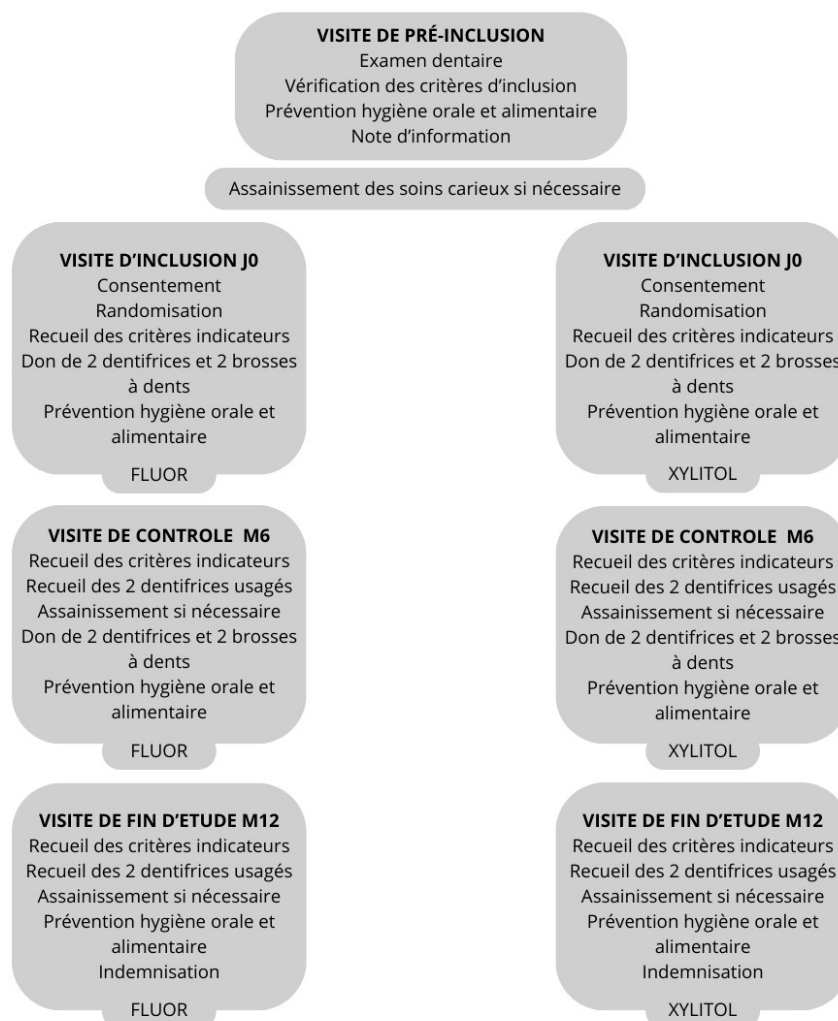 VISITE DE PRÉ-INCLUSION
Examen dentaire
Vérification des critères d'inclusion
Prévention hygiène orale et alimentaire
Note d'information
Assainissement des soins carieux si nécessaire
VISITE D'INCLUSION J0
Consentement
Randomisation
Recueil des critères indicateurs
Don de 2 dentifrices et 2 brosses
à dents
Prévention hygiène orale et
alimentaire
FLUOR
VISITE D'INCLUSION J0
Consentement
Randomisation
Recueil des critères indicateurs
Don de 2 dentifrices et 2 brosses
à dents
Prévention hygiène orale et
alimentaire
XYLITOL
VISITE DE CONTROLE M6
Recueil des critères indicateurs
Recueil des 2 dentifrices usagés
Assainissement si nécessaire
Don de 2 dentifrices et 2 brosses
à dents
Prévention hygiène orale et
alimentaire
FLUOR
VISITE DE CONTROLE M6
Recueil des critères indicateurs
Recueil des 2 dentifrices usagés
Assainissement si nécessaire
Don de 2 dentifrices et 2 brosses
à dents
Prévention hygiène orale et
alimentaire
XYLITOL
VISITE DE FIN D'ETUDE M12
Recueil des critères indicateurs
Recueil des 2 dentifrices usagés
Assainissement si nécessaire
Prévention hygiène orale et
alimentaire
Indemnisation
FLUOR
VISITE DE FIN D'ETUDE M12
Recueil des critères indicateurs
Recueil des 2 dentifrices usagés
Assainissement si nécessaire
Prévention hygiène orale et
alimentaire
Indemnisation
XYLITOL